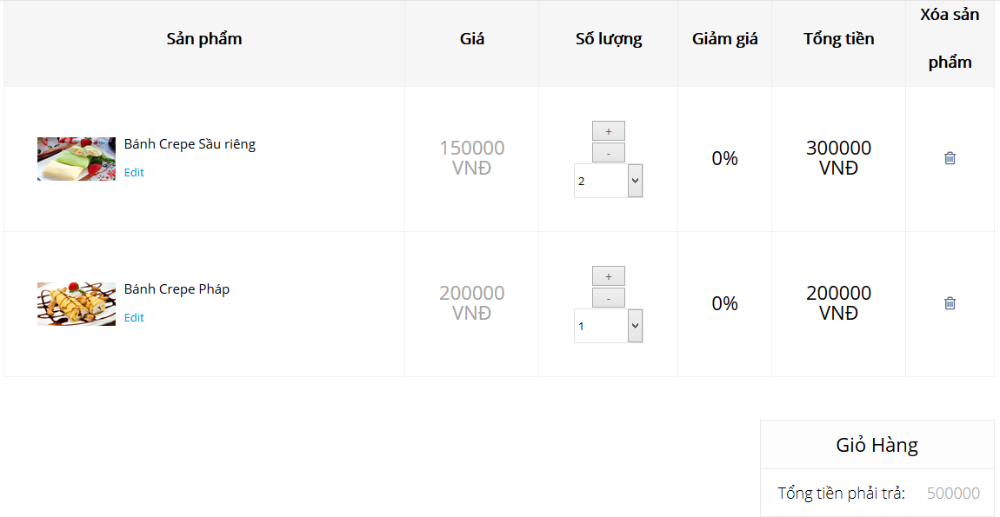 Sản phẩm
Giá
Số lượng
Giảm giá
Tổng tiền
Xóa sản
phẩm
Bánh Crepe Sầu riêng
Edit
150000
VNĐ
+
-
2
0%
300000
VNĐ
Bánh Crepe Pháp
Edit
200000
VNĐ
+
-
1
0%
200000
VNĐ
Giỏ Hàng
Tổng tiền phải trả: 500000